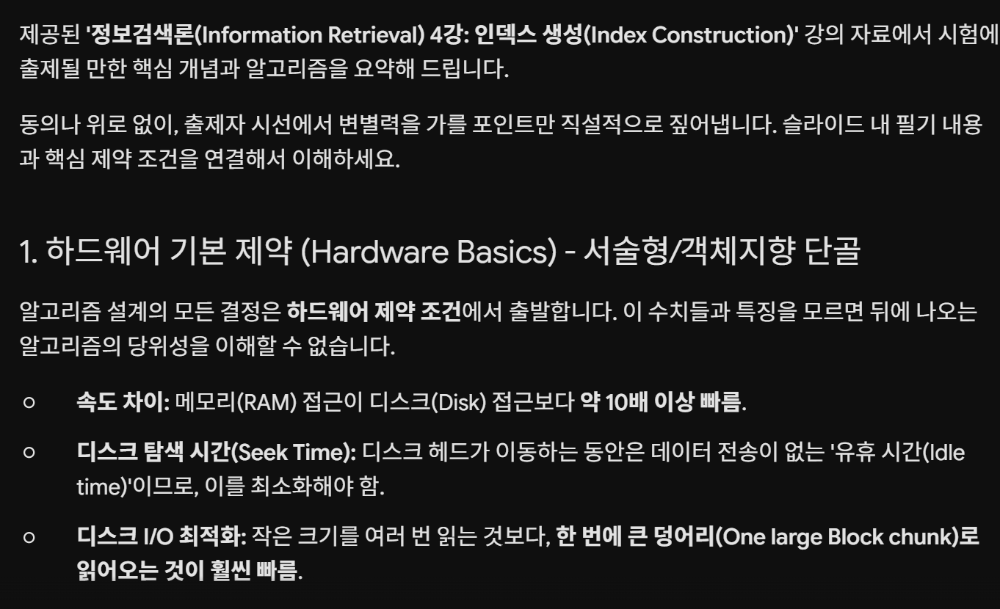 제공된 '정보검색론(Information Retrieval) 4강: 인덱스 생성(Index Construction)' 강의 자료에서 시험에
출제될 만한 핵심 개념과 알고리즘을 요약해 드립니다.
동의나 위로 없이, 출제자 시선에서 변별력을 가를 포인트만 직설적으로 짚어냅니다. 슬라이드 내 필기 내용
과 핵심 제약 조건을 연결해서 이해하세요.
1. 하드웨어 기본 제약 (Hardware Basics) - 서술형/객체지향 단골
알고리즘 설계의 모든 결정은 하드웨어 제약 조건에서 출발합니다. 이 수치들과 특징을 모르면 뒤에 나오는
알고리즘의 당위성을 이해할 수 없습니다.
○ 속도 차이: 메모리(RAM) 접근이 디스크(Disk) 접근보다 약 10배 이상 빠름.
○ 디스크 탐색 시간(Seek Time): 디스크 헤드가 이동하는 동안은 데이터 전송이 없는 '유휴 시간(Idle
time)'이므로, 이를 최소화해야 함.
○ 디스크 I/O 최적화: 작은 크기를 여러 번 읽는 것보다, 한 번에 큰 덩어리(One large Block chunk)로
읽어오는 것이 훨씬 빠름.